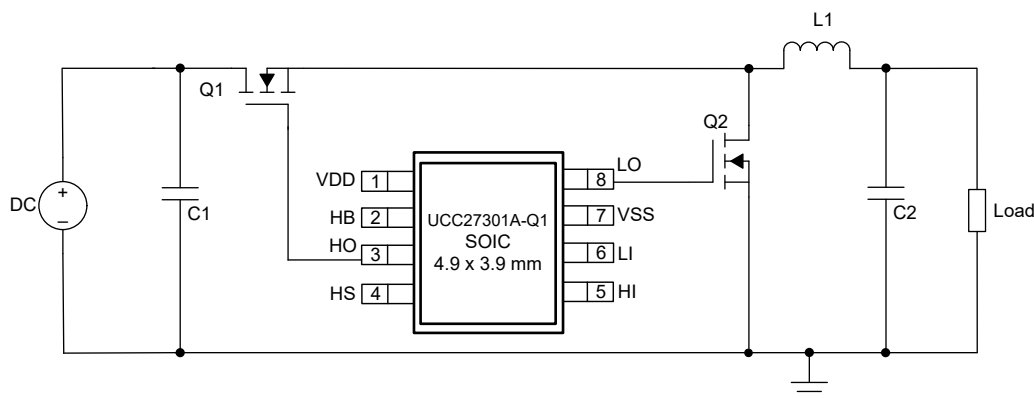 L1
Q1
Q2
VDD 1
HB 2
HO 3
HS 4
UCC27301A-Q1
SOIC
4.9 x 3.9 mm
LO
8
7 VSS
6 LI
5 HI
DC
+
–
C1
C2
Load